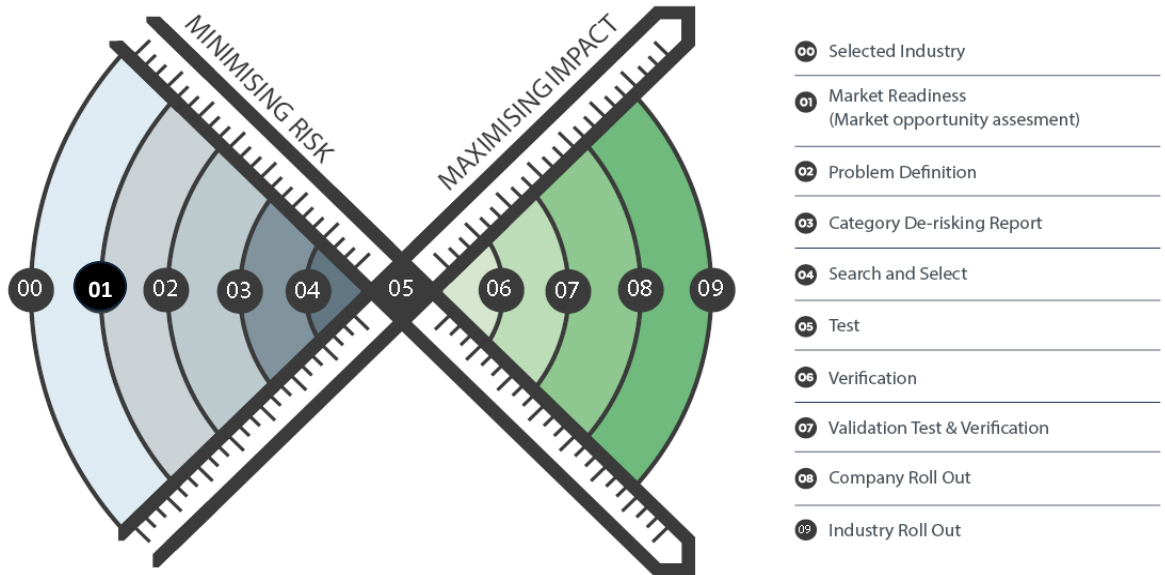 MINIMISING RISK
MAXIMISING IMPACT
00
01
02
03
04
05
06
07
08
09
00 Selected Industry
01 Market Readiness
(Market opportunity assesment)
02 Problem Definition
03 Category De-risking Report
04 Search and Select
05 Test
06 Verification
07 Validation Test & Verification
08 Company Roll Out
09 Industry Roll Out